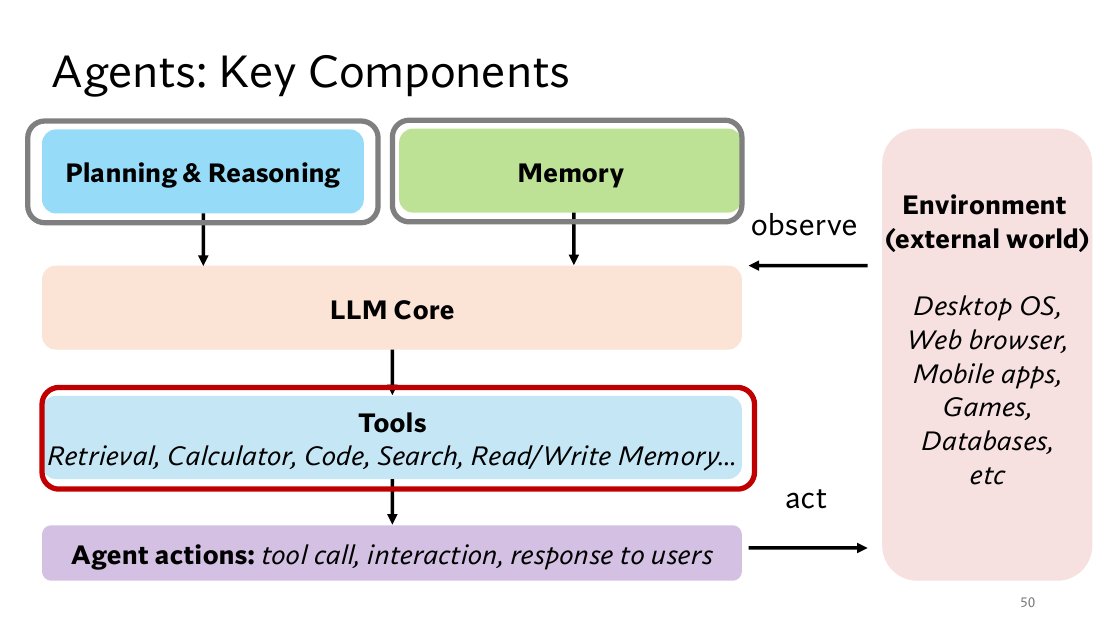 Agents: Key Components
Planning & Reasoning
Memory
observe
LLM Core
Tools
Retrieval, Calculator, Code, Search, Read/Write Memory...
act
Agent actions: tool call, interaction, response to users
Environment
(external world)
Desktop OS,
Web browser,
Mobile apps,
Games,
Databases,
etc
50